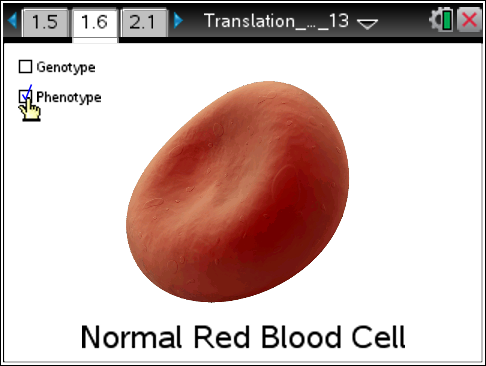 1.5 1.6 2.1 Translation_..._13
Genotype
Phenotype
Normal Red Blood Cell